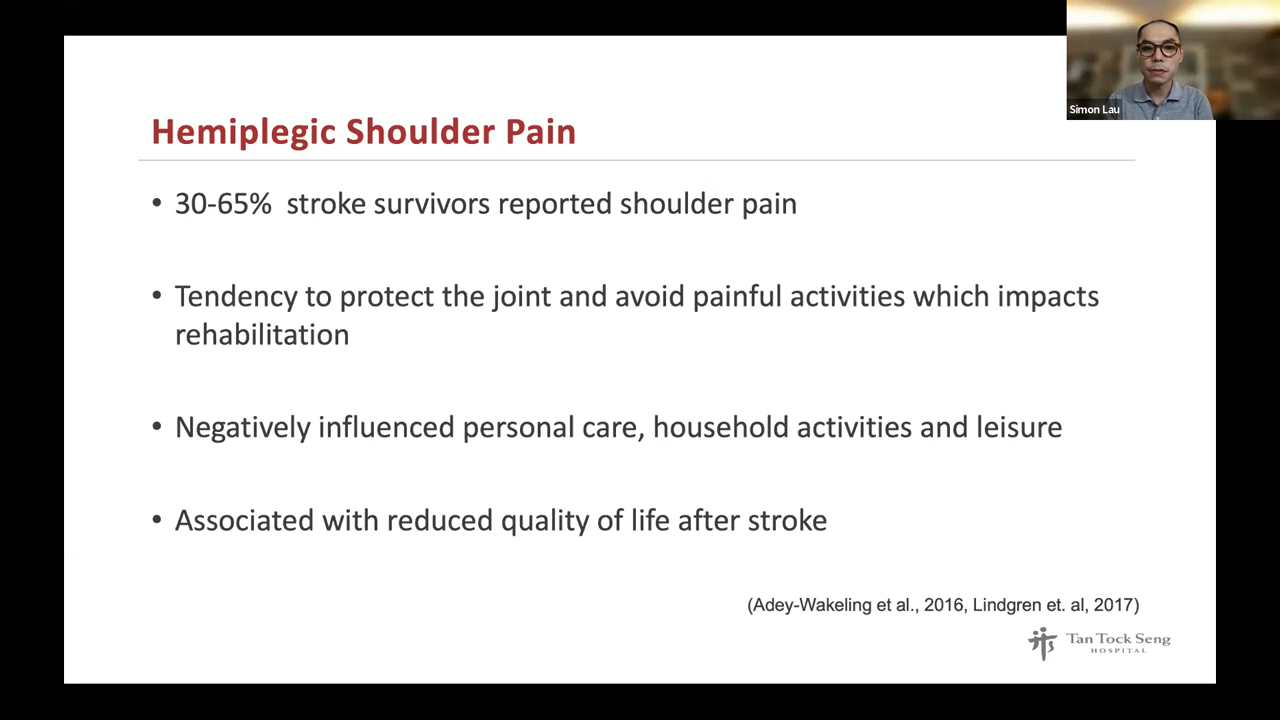 Simon Lau
Hemiplegic Shoulder Pain
• 30-65%  stroke survivors reported shoulder pain
• Tendency to protect the joint and avoid painful activities which impacts
rehabilitation
• Negatively influenced personal care, household activities and leisure
• Associated with reduced quality of life after stroke
(Adey-Wakeling et al., 2016, Lindgren et. al, 2017)
Tan Tock Seng
HOSPITAL